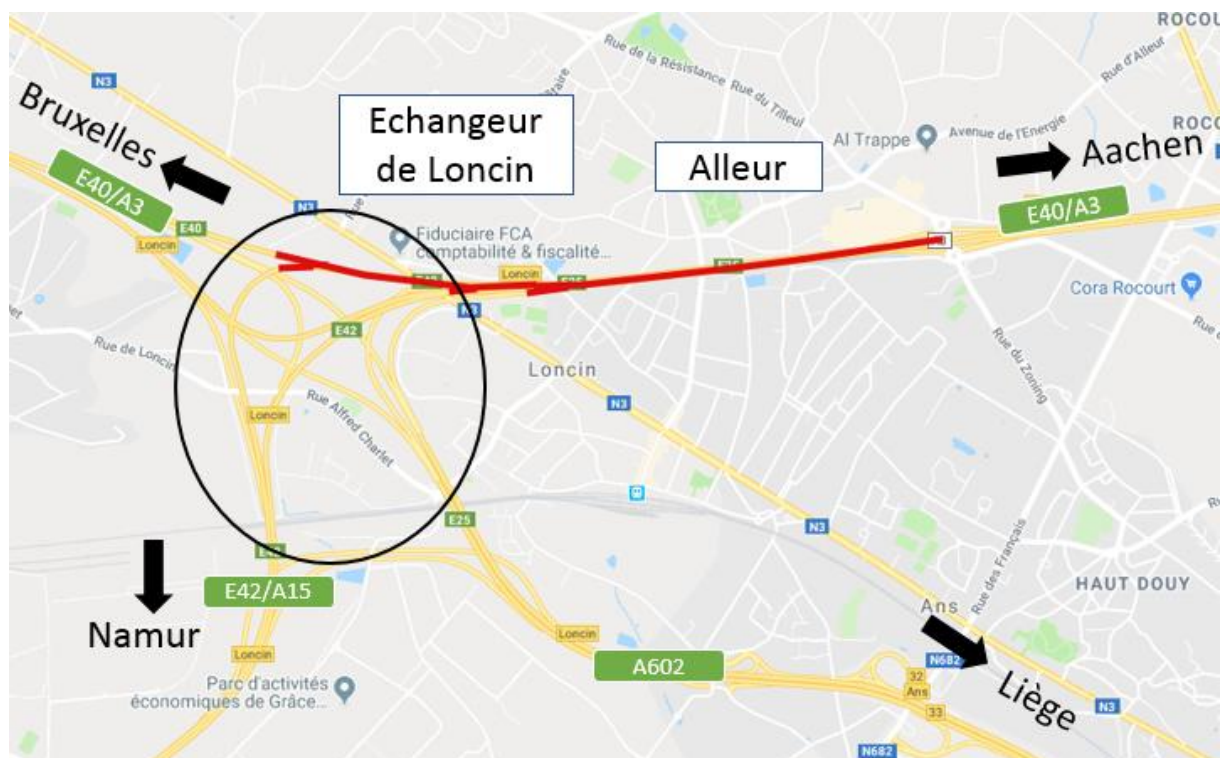 ROCOU
Rue d'Alleur
N3
Rue de la Résistance
Rue du Tilleul
Bruxelles
Echangeur
de Loncin
Al Trappe
Avenue de l'Energie
ROCO
Alleur
Aachen
E40/A3
E40/A3
N3
E40
Loncin
Fiduciaire FCA
comptabilité & fiscalité...
Loncin
E25
N3
Cora Rocourt
E42
Rue de Loncin
Loncin
N3
Rue du Zoning
Loncin
Rue Alfred Charlet
E25
N3
Rue des Français
HAUT DOUY
E42/A15
Namur
Ans
Loncin
Loncin
A602
N682
32
Ans
33
Parc d'activités
économiques de Grâce...
Liège
N3
N682